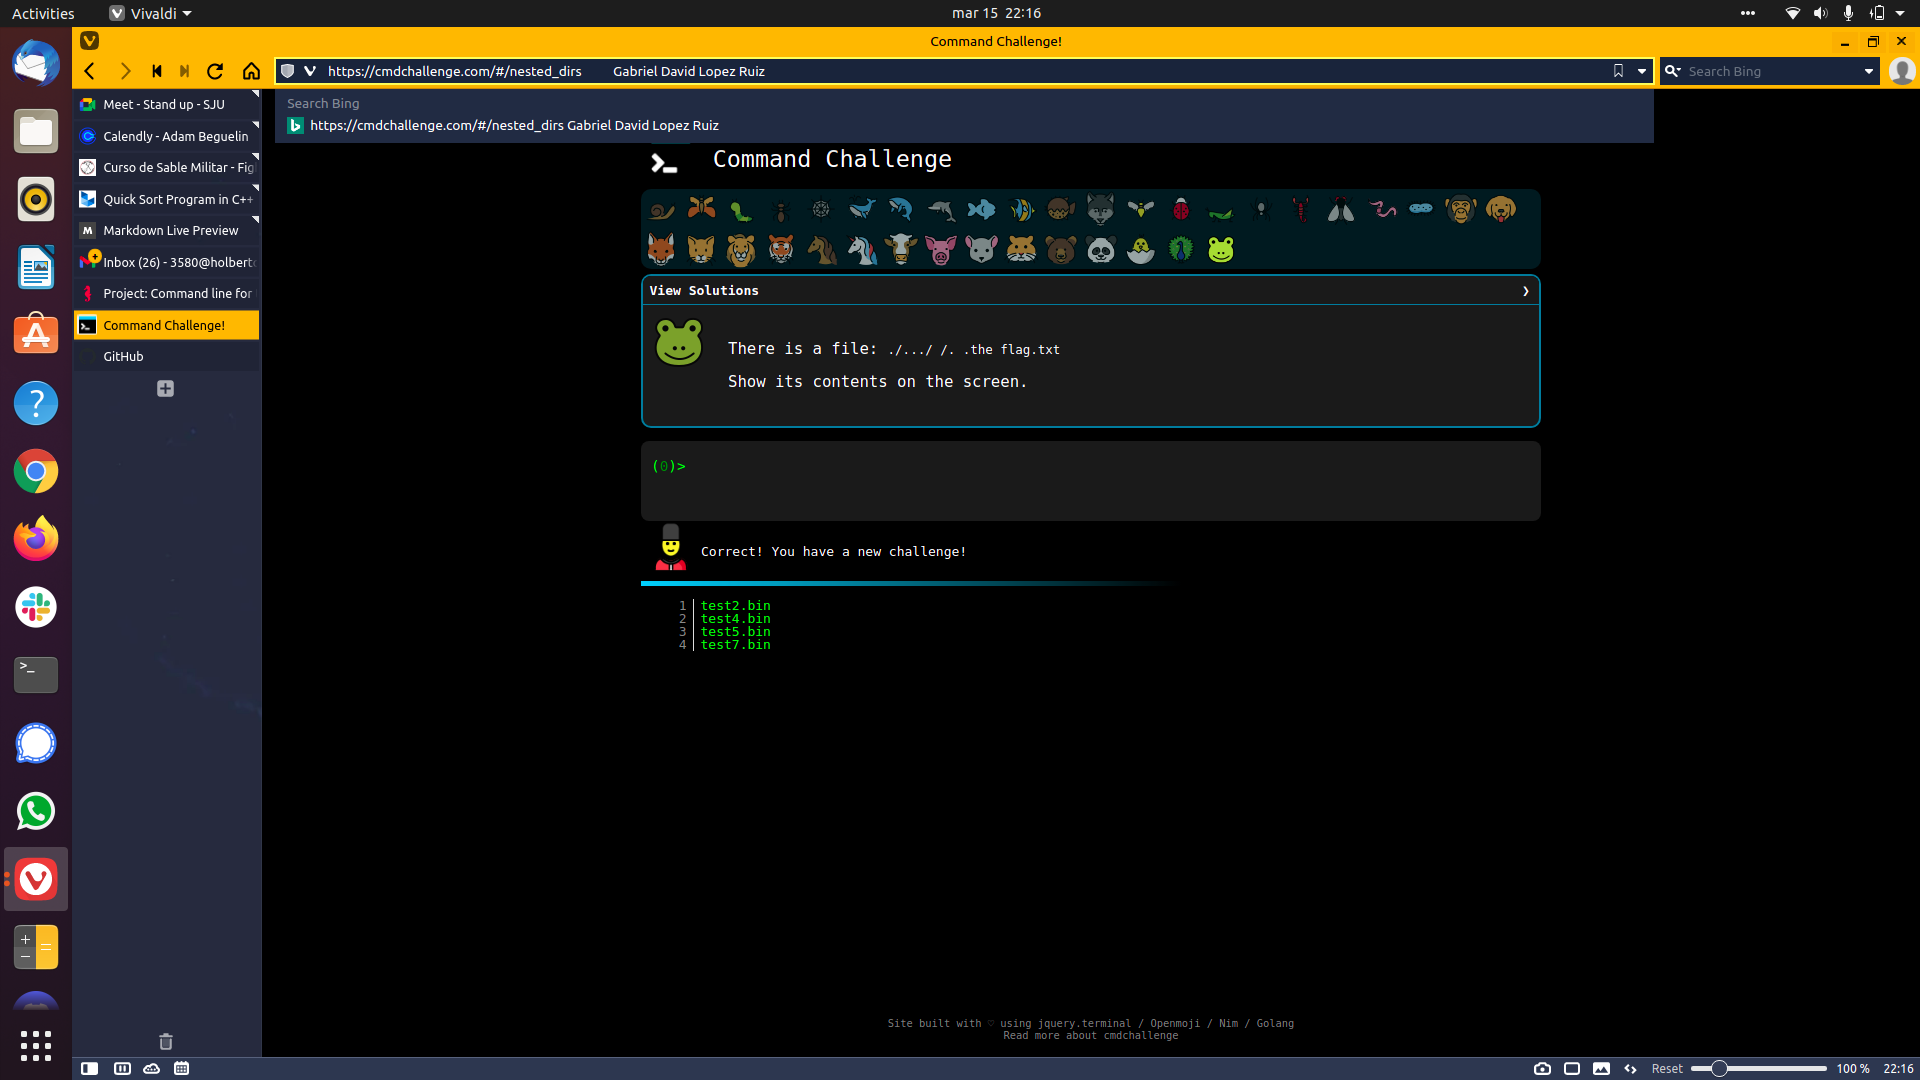 Activities
Vivaldi
mar 15 22:16
Command Challenge!
https://cmdchallenge.com/#/nested_dirs Gabriel David Lopez Ruiz
Search Bing
Meet - Stand up - SJU
Calendly - Adam Beguelin
Curso de Sable Militar - Fig
Quick Sort Program in C++
Markdown Live Preview
Inbox (26) - 3580@holberto
Project: Command line for
Command Challenge!
GitHub
Search Bing
https://cmdchallenge.com/#/nested_dirs Gabriel David Lopez Ruiz
Command Challenge
View Solutions
There is a file: ./.../ /. .the flag.txt
Show its contents on the screen.
(0)>
Correct! You have a new challenge!
1 test2.bin
2 test4.bin
3 test5.bin
4 test7.bin
Site built with ♡ using jquery.terminal / Openmoji / Nim / Golang
Read more about cmdchallenge
Reset
100 %
22:16